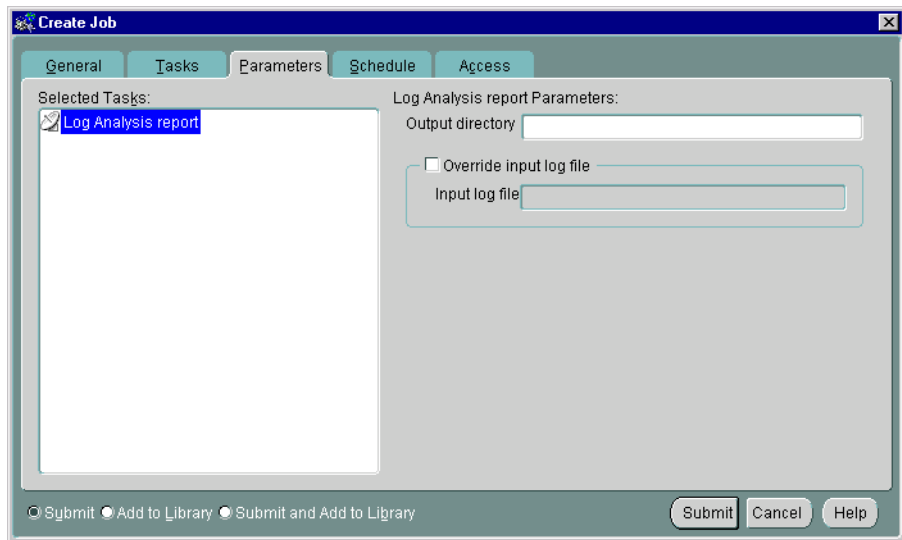 Create Job
General Tasks Parameters Schedule Access
Selected Tasks:
Log Analysis report
Log Analysis report Parameters:
Output directory
Override input log file
Input log file
Submit Add to Library Submit and Add to Library
Submit Cancel Help